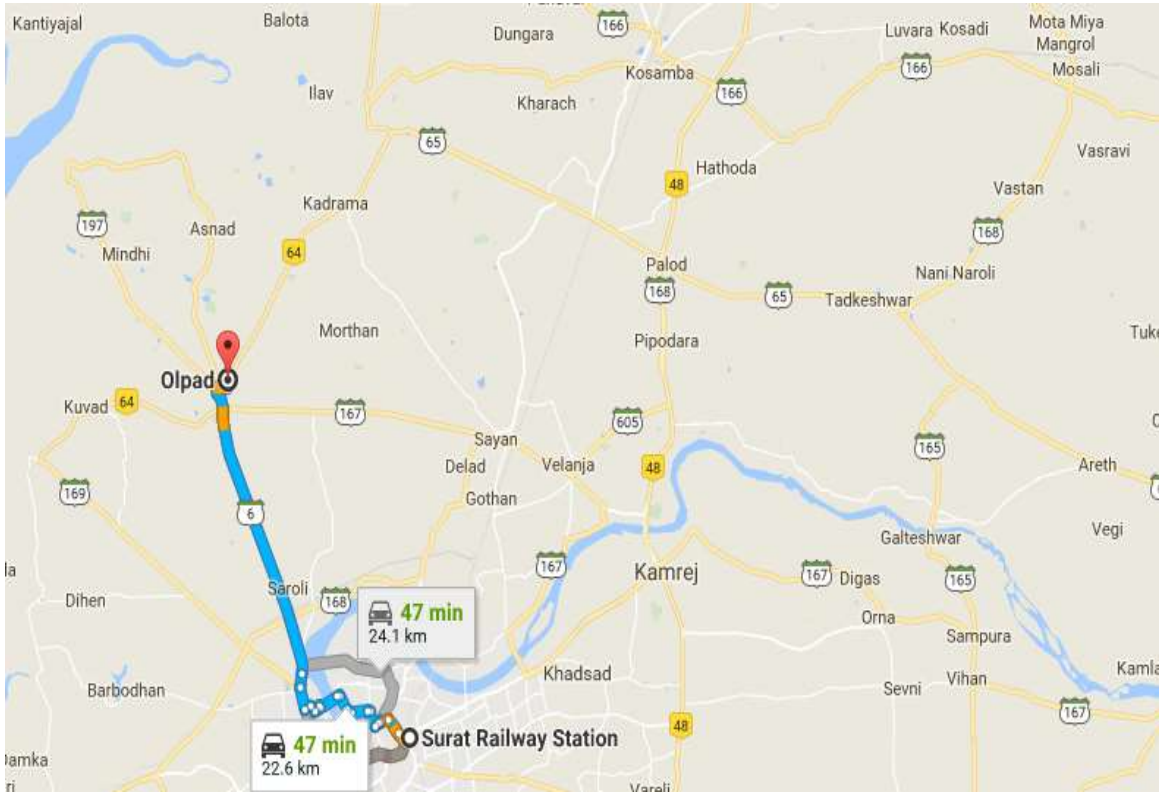 Kantiyajal
Balota
Dungara
166
Luvara
Kosadi
Mota Miya
Mangrol
Mosali
Kosamba
166
166
Ilav
Kharach
65
Vasravi
Hathoda
48
Vastan
Kadrama
197
Asnad
168
64
Mindhi
Palod
Nani Naroli
168
65
Tadkeshwar
Morthan
Pipodara
Olpad
Kuvad
64
167
605
Sayan
165
Delad
Velanja
48
Areth
169
Gothan
6
Vegi
Galteshwar
167
Kamrej
167
Digas
165
Saroli
Dihen
168
47 min
24.1 km
Orna
Sampura
Khadsad
Barbodhan
Sevni
Vihan
167
48
Surat Railway Station
47 min
22.6 km
Vareli